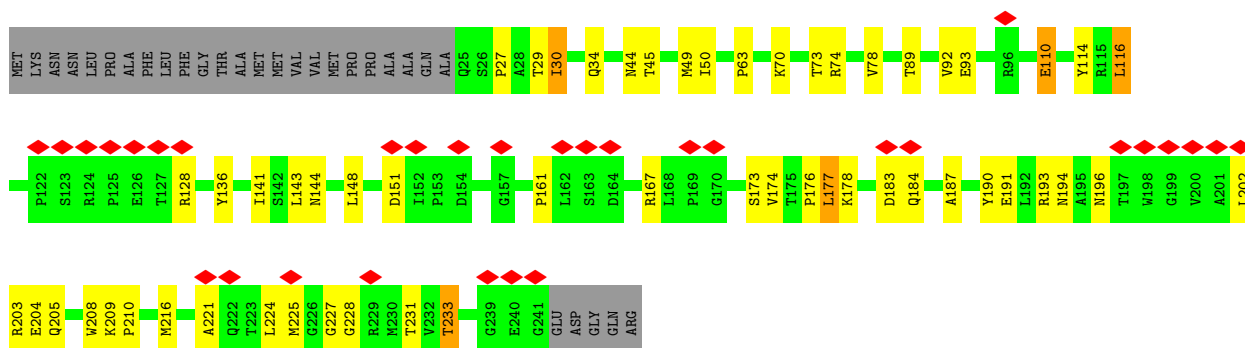 MET LYS ASN ASN LEU PRO ALA PHE LEU PHE GLY THR ALA MET MET VAL VAL MET PRO PRO ALA ALA GLN ALA Q25 S26 P27 A28 T29 I30 Q34 N44 T45 M49 I50 P63 K70 T73 R74 V78 T89 V92 E93 R96 E110 Y114 R115 L116
P122 S123 R124 P125 E126 T127 R128 Y136 I141 S142 L143 N144 L148 D151 I152 P153 D154 G157 P161 L162 S163 D164 R167 L168 P169 G170 S173 V174 T175 P176 L177 K178 D183 Q184 A187 Y190 E191 L192 R193 N194 A195 N196 T197 W198 G199 V200 A201 L202
R203 E204 Q205 W208 K209 P210 M216 A221 Q222 T223 L224 M225 G226 G227 G228 R229 M230 T231 V232 T233 G239 E240 G241 GLU ASP GLY GLN ARG